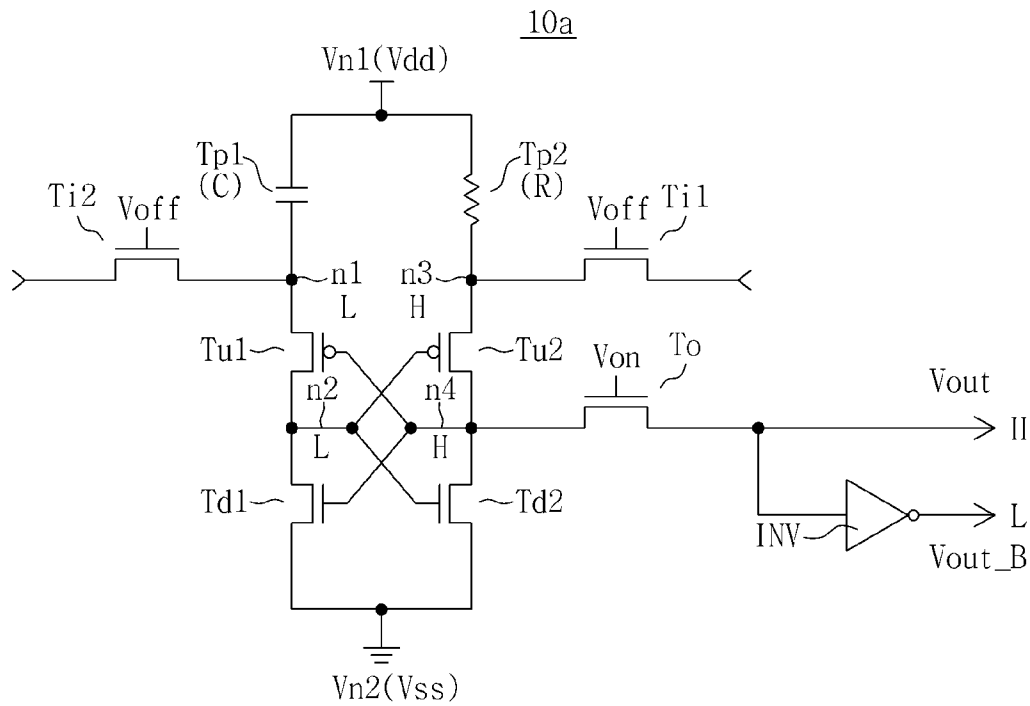 10a
Vn1(Vdd)
Tp1
(C)
Tp2
(R)
Ti2
Voff
Voff
Ti1
n1
n3
L
H
Tu1
Tu2
Von
To
n2
n4
Vout
L
H
H
Td1
Td2
INV
L
Vout_B
Vn2(Vss)